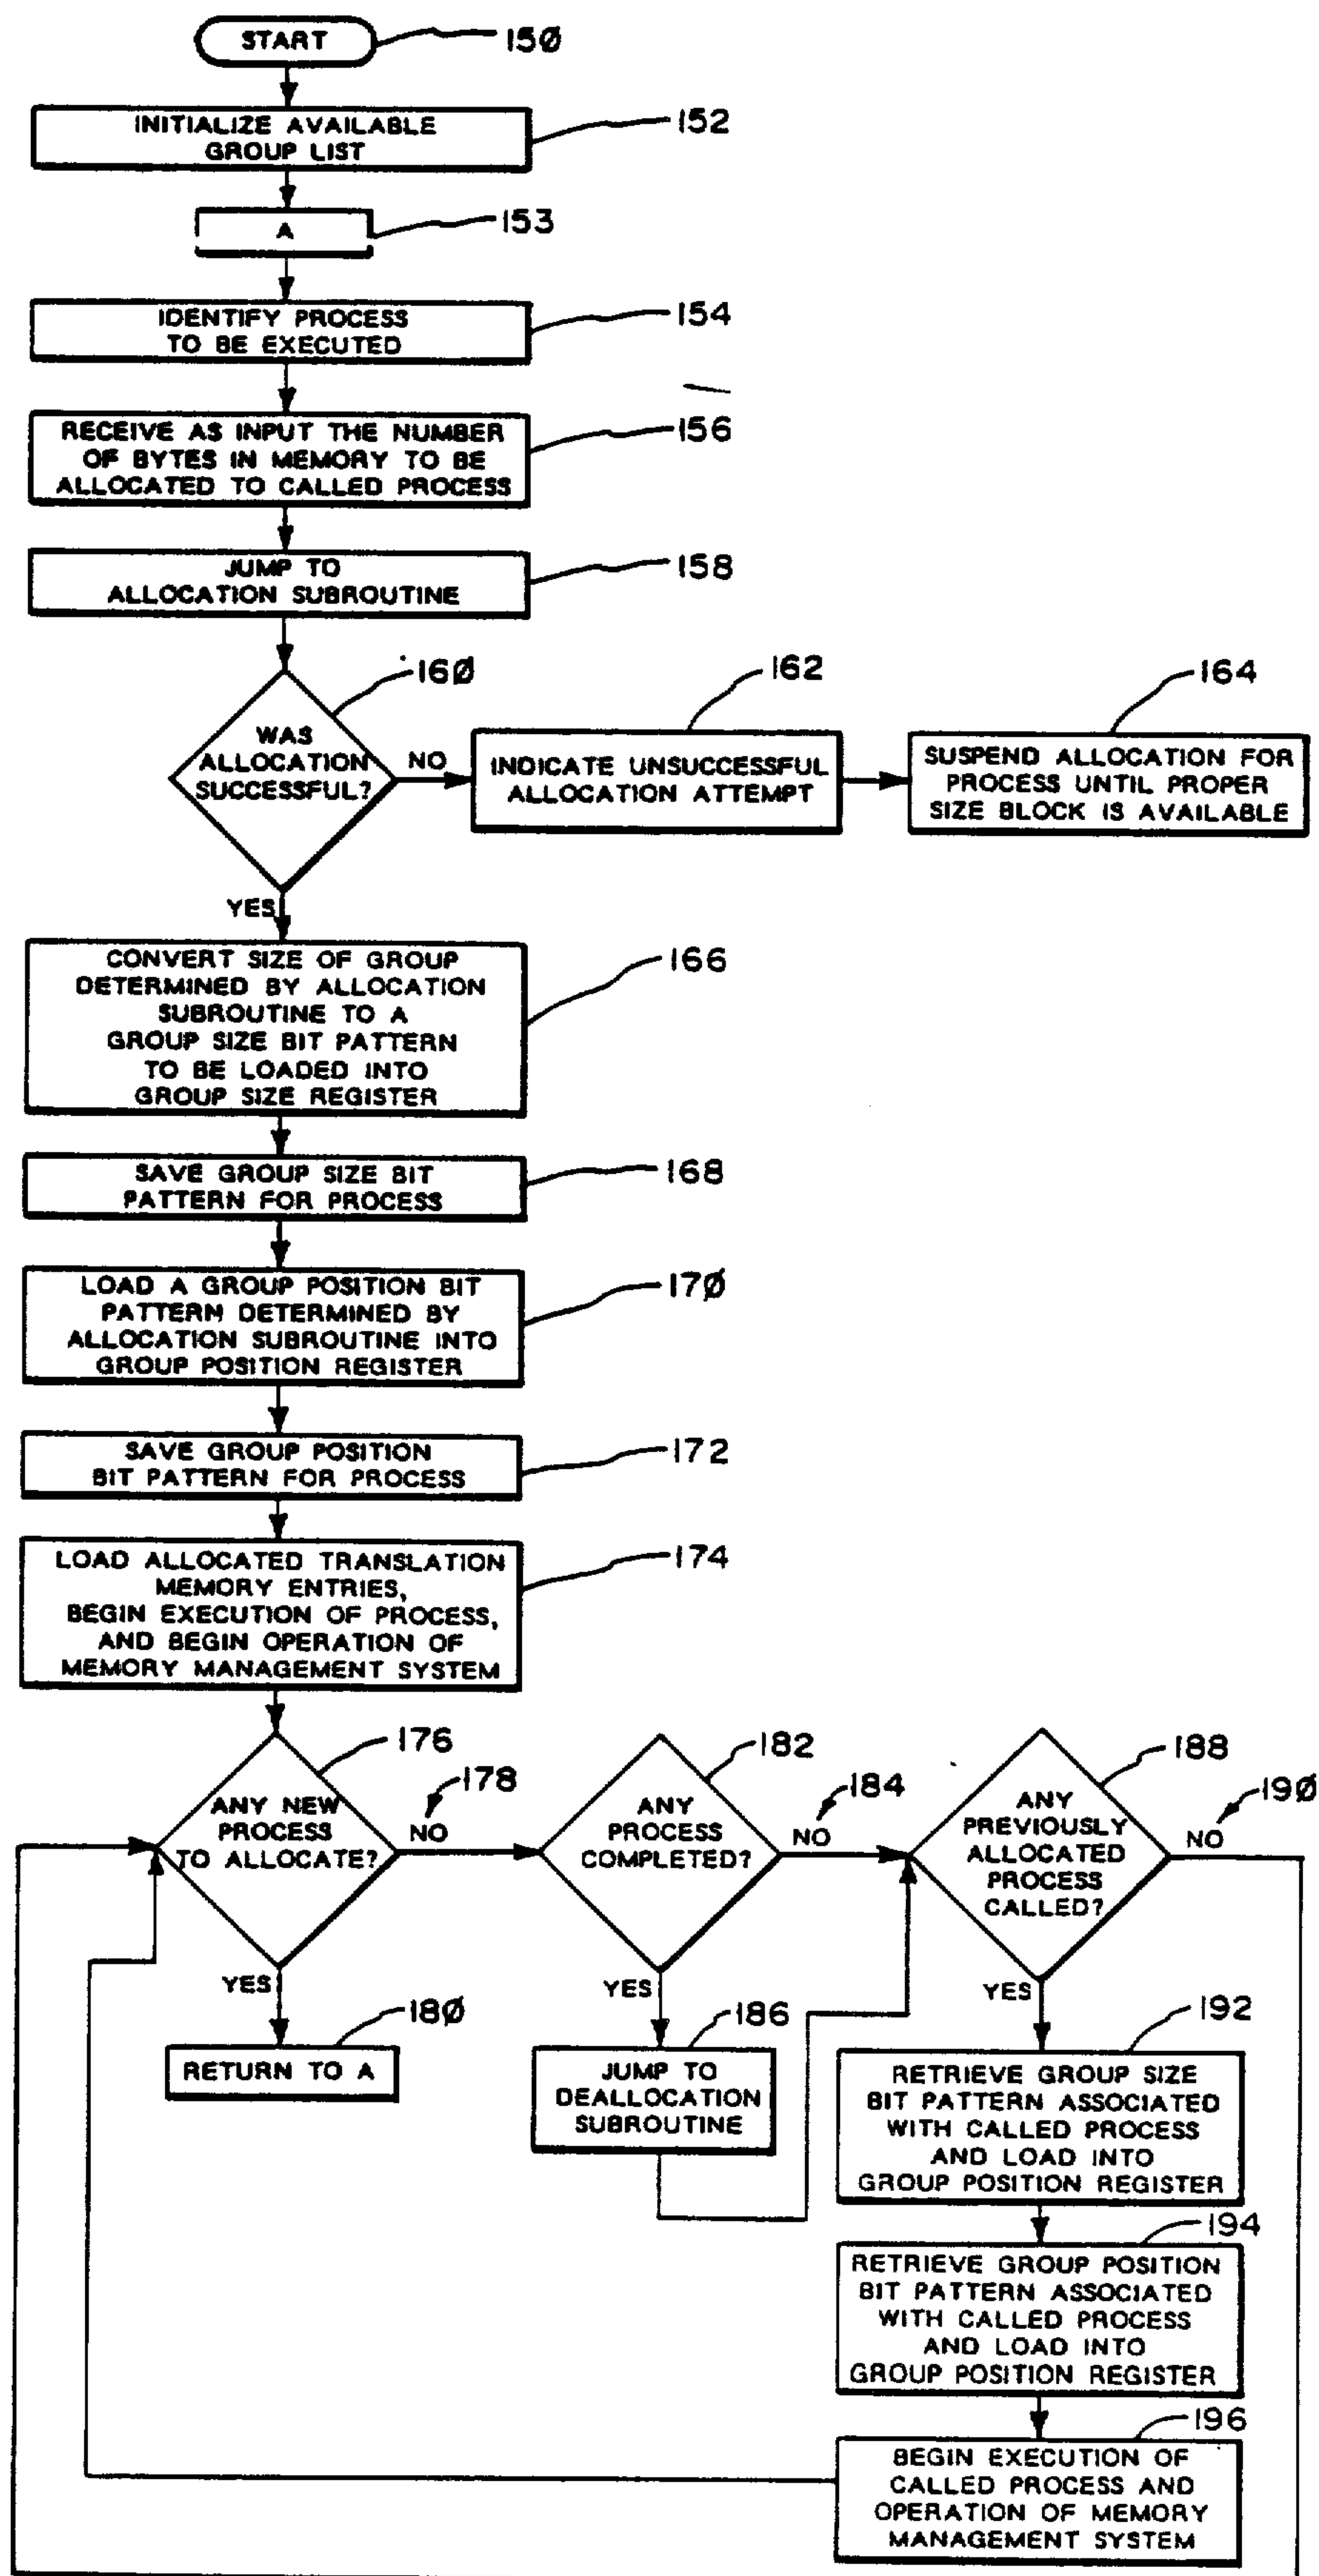 START
150
INITIALIZE AVAILABLE
GROUP LIST
152
A
153
IDENTIFY PROCESS
TO BE EXECUTED
154
RECEIVE AS INPUT THE NUMBER
OF BYTES IN MEMORY TO BE
ALLOCATED TO CALLED PROCESS
156
JUMP TO
ALLOCATION SUBROUTINE
158
WAS
ALLOCATION
SUCCESSFUL?
160
NO
INDICATE UNSUCCESSFUL
ALLOCATION ATTEMPT
162
SUSPEND ALLOCATION FOR
PROCESS UNTIL PROPER
SIZE BLOCK IS AVAILABLE
164
YES
CONVERT SIZE OF GROUP
DETERMINED BY ALLOCATION
SUBROUTINE TO A
GROUP SIZE BIT PATTERN
TO BE LOADED INTO
GROUP SIZE REGISTER
166
SAVE GROUP SIZE BIT
PATTERN FOR PROCESS
168
LOAD A GROUP POSITION BIT
PATTERN DETERMINED BY
ALLOCATION SUBROUTINE INTO
GROUP POSITION REGISTER
170
SAVE GROUP POSITION
BIT PATTERN FOR PROCESS
172
LOAD ALLOCATED TRANSLATION
MEMORY ENTRIES,
BEGIN EXECUTION OF PROCESS,
AND BEGIN OPERATION OF
MEMORY MANAGEMENT SYSTEM
174
ANY NEW
PROCESS
TO ALLOCATE?
176
178
NO
YES
RETURN TO A
180
ANY
PROCESS
COMPLETED?
182
184
NO
YES
JUMP TO
DEALLOCATION
SUBROUTINE
186
ANY
PREVIOUSLY
ALLOCATED
PROCESS
CALLED?
188
190
NO
YES
RETRIEVE GROUP SIZE
BIT PATTERN ASSOCIATED
WITH CALLED PROCESS
AND LOAD INTO
GROUP POSITION REGISTER
192
RETRIEVE GROUP POSITION
BIT PATTERN ASSOCIATED
WITH CALLED PROCESS
AND LOAD INTO
GROUP POSITION REGISTER
194
BEGIN EXECUTION OF
CALLED PROCESS AND
OPERATION OF MEMORY
MANAGEMENT SYSTEM
196